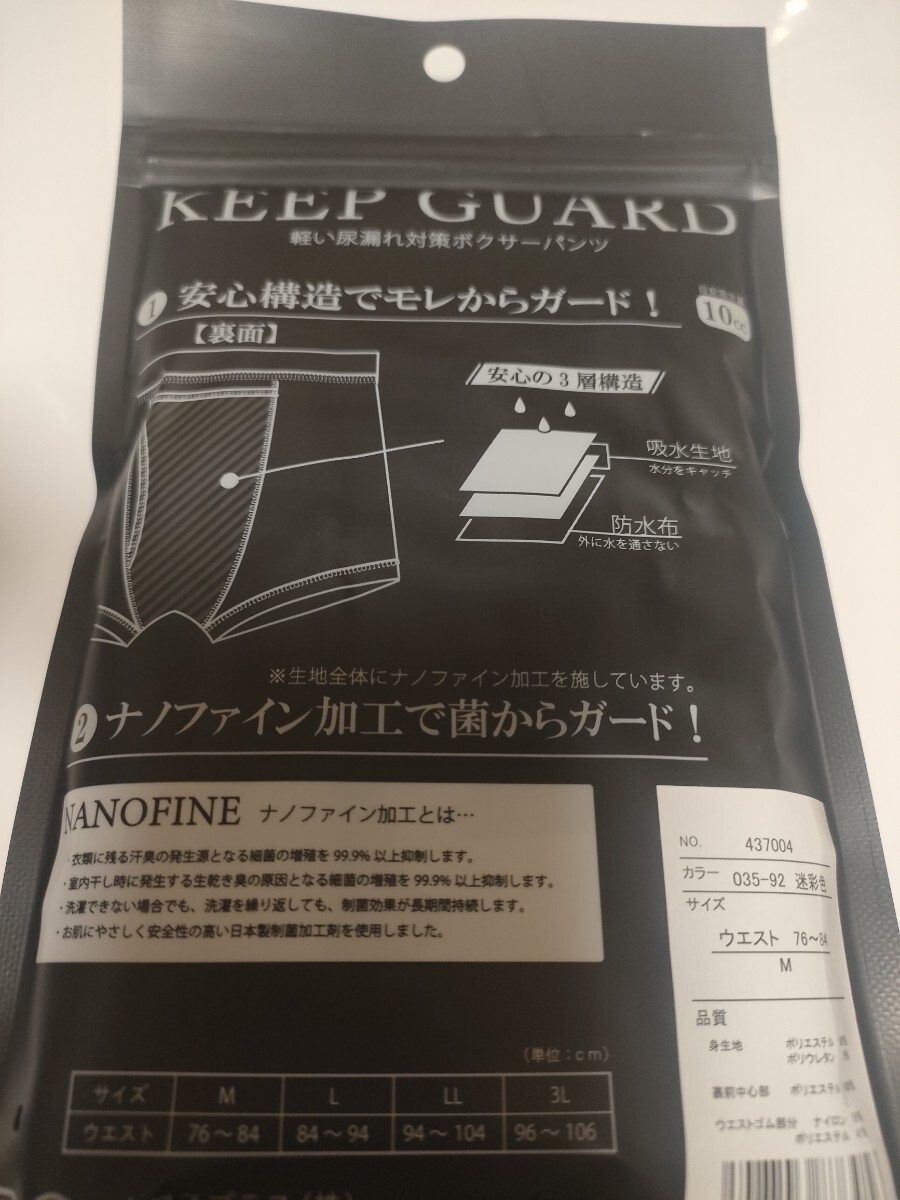 KEEP GUARD
軽い尿漏れ対策ボクサーパンツ
1 安心構造でモレからガード!
10cc
【裏面】
安心の3層構造
吸水生地
水分をキャッチ
防水布
外に水を通さない
※生地全体にナノファイン加工を施しています。
2 ナノファイン加工で菌からガード!
NANOFINE ナノファイン加工とは…
・衣類に残る汗臭の発生源となる細菌の増殖を99.9%以上抑制します。
・室内干し時に発生する生乾き臭の原因となる細菌の増殖を99.9%以上抑制します。
・洗濯できない場合でも、洗濯を繰り返しても、制菌効果が長期間持続します。
・お肌にやさしく安全性の高い日本製制菌加工剤を使用しました。
NO. 437004
カラー 035-92 迷彩色
サイズ
ウエスト 76~84
M
品質
身生地 ポリエステル
ポリウレタン
裏前中心部 ポリエステル
ウエストゴム部分 ナイロン
ポリエステル
(単位:cm)
サイズ M L LL 3L
ウエスト 76~84 84~94 94~104 96~106